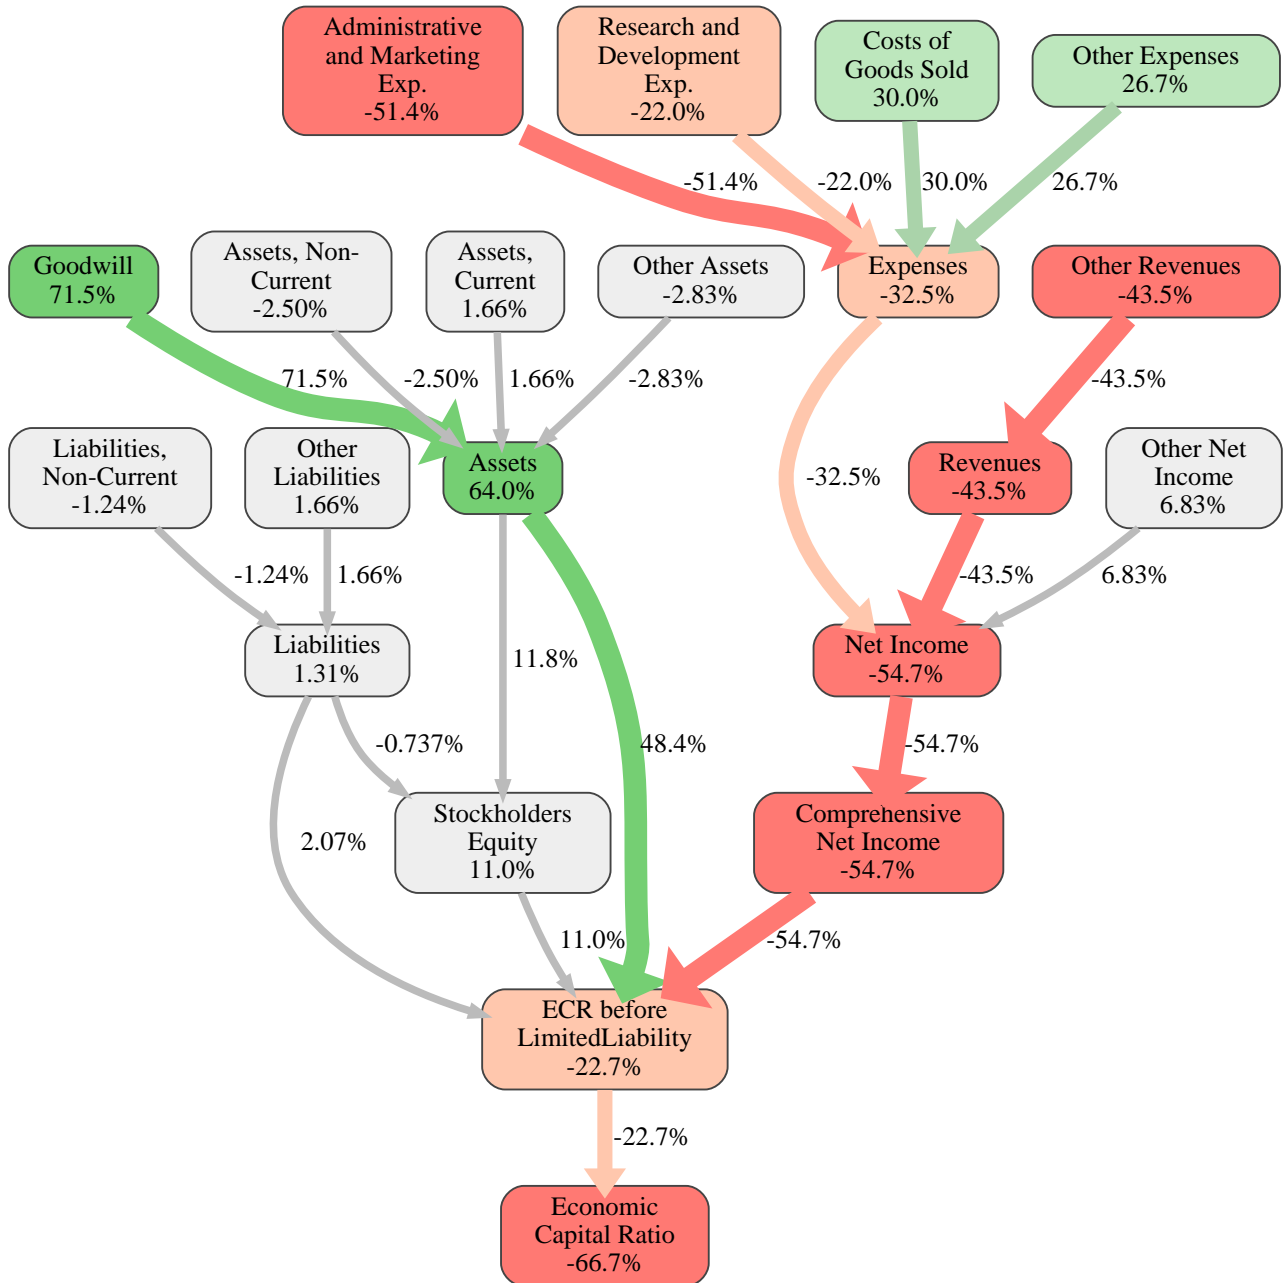 Administrative
and Marketing
Exp.
-51.4%
Research and
Development
Exp.
-22.0%
Costs of
Goods Sold
30.0%
Other Expenses
26.7%
-51.4%
-22.0%
30.0%
26.7%
Goodwill
71.5%
Assets, Non-
Current
-2.50%
Assets,
Current
1.66%
Other Assets
-2.83%
Expenses
-32.5%
Other Revenues
-43.5%
71.5%
-2.50%
1.66%
-2.83%
-43.5%
Liabilities,
Non-Current
-1.24%
Other
Liabilities
1.66%
Assets
64.0%
-32.5%
Revenues
-43.5%
Other Net
Income
6.83%
-1.24%
1.66%
-43.5%
6.83%
Liabilities
1.31%
11.8%
Net Income
-54.7%
-0.737%
48.4%
-54.7%
2.07%
Stockholders
Equity
11.0%
Comprehensive
Net Income
-54.7%
11.0%
-54.7%
ECR before
LimitedLiability
-22.7%
-22.7%
Economic
Capital Ratio
-66.7%